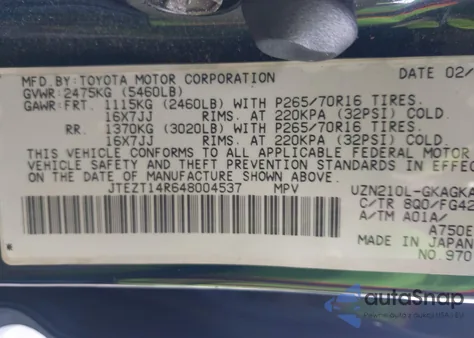 MFD. BY: TOYOTA MOTOR CORPORATION DATE 02/
GVWR: 2475KG (5460LB)
GAWR: FRT. 1115KG (2460LB) WITH P265/70R16 TIRES.
16X7JJ RIMS. AT 220KPA (32PSI) COLD.
RR. 1370KG (3020LB) WITH P265/70R16 TIRES.
16X7JJ RIMS. AT 220KPA (32PSI) COLD.
THIS VEHICLE CONFORMS TO ALL APPLICABLE FEDERAL MOTOR
VEHICLE SAFETY AND THEFT PREVENTION STANDARDS IN EFFEC
ON THE DATE OF MANUFACTURE SHOWN ABOVE.
JTEZT14R648004537 MPV UZN210L-GKAGK
C/TR 8Q0/FG42
A/TM A01A/
A750E
MADE IN JAPAN
NO. 970
autoSnap